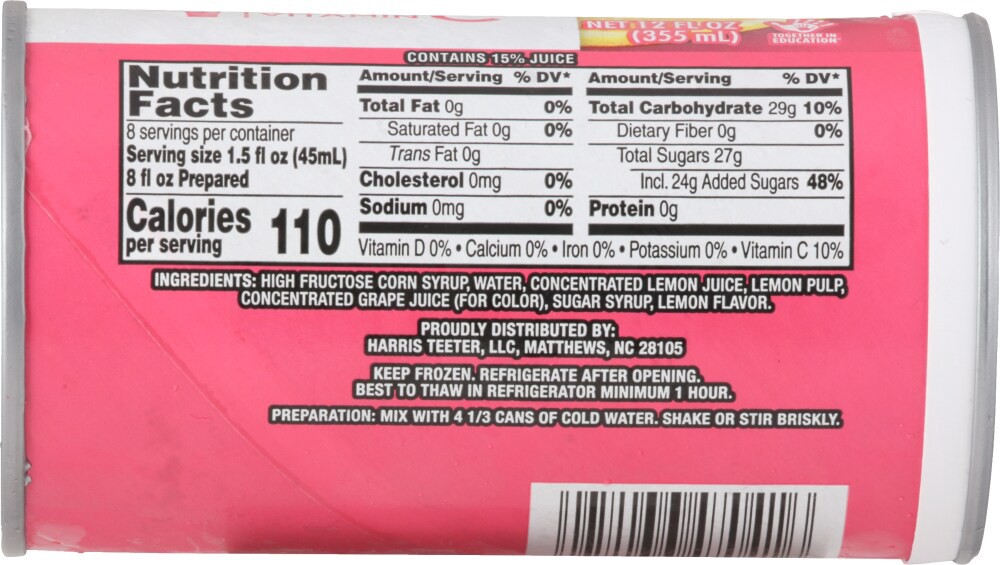 VITAMIN C
NET 12 FL OZ
(355 mL)
TOGETHER IN
EDUCATION
CONTAINS 15% JUICE
Nutrition
Facts
8 servings per container
Serving size 1.5 fl oz (45mL)
8 fl oz Prepared
Calories 110
per serving
Amount/Serving % DV*
Total Fat 0g 0%
Saturated Fat 0g 0%
Trans Fat 0g
Cholesterol 0mg 0%
Sodium 0mg 0%
Amount/Serving % DV*
Total Carbohydrate 29g 10%
Dietary Fiber 0g 0%
Total Sugars 27g
Incl. 24g Added Sugars 48%
Protein 0g
Vitamin D 0% • Calcium 0% • Iron 0% • Potassium 0% • Vitamin C 10%
INGREDIENTS: HIGH FRUCTOSE CORN SYRUP, WATER, CONCENTRATED LEMON JUICE, LEMON PULP,
CONCENTRATED GRAPE JUICE (FOR COLOR), SUGAR SYRUP, LEMON FLAVOR.
PROUDLY DISTRIBUTED BY:
HARRIS TEETER, LLC, MATTHEWS, NC 28105
KEEP FROZEN. REFRIGERATE AFTER OPENING.
BEST TO THAW IN REFRIGERATOR MINIMUM 1 HOUR.
PREPARATION: MIX WITH 4 1/3 CANS OF COLD WATER. SHAKE OR STIR BRISKLY.